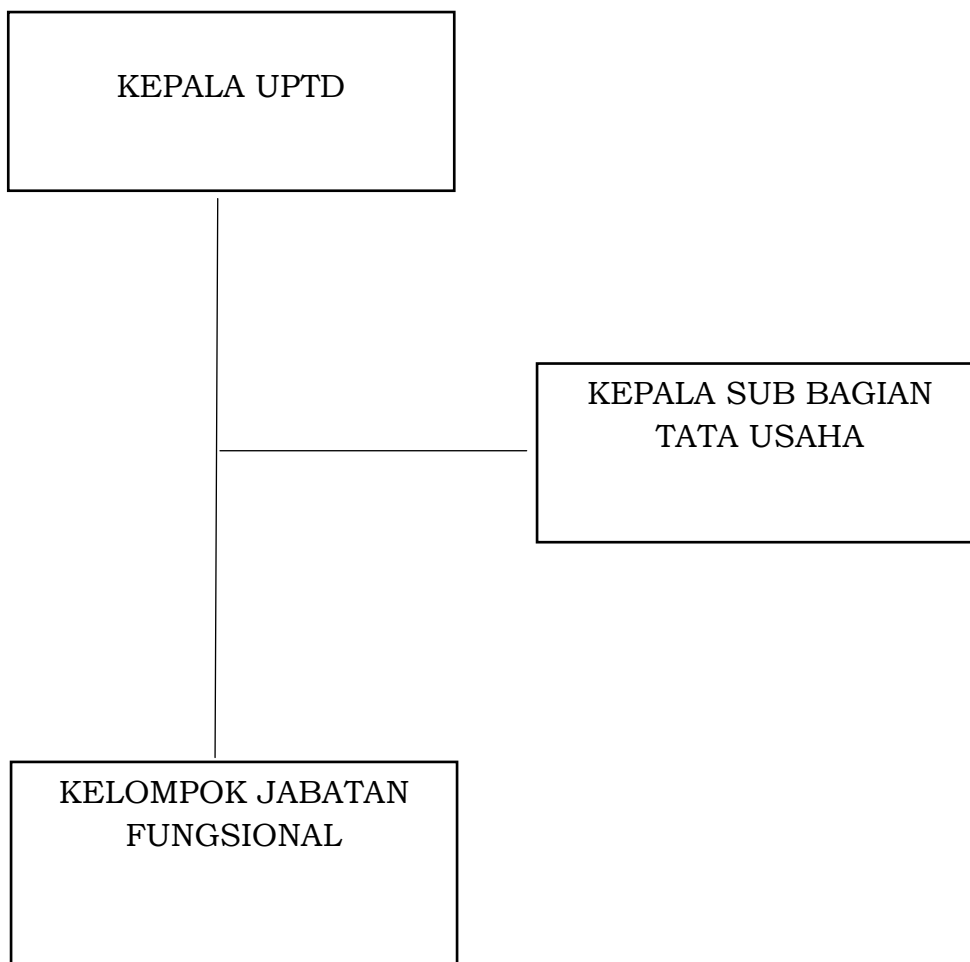 KEPALA UPTD
KEPALA SUB BAGIAN
TATA USAHA
KELOMPOK JABATAN
FUNGSIONAL